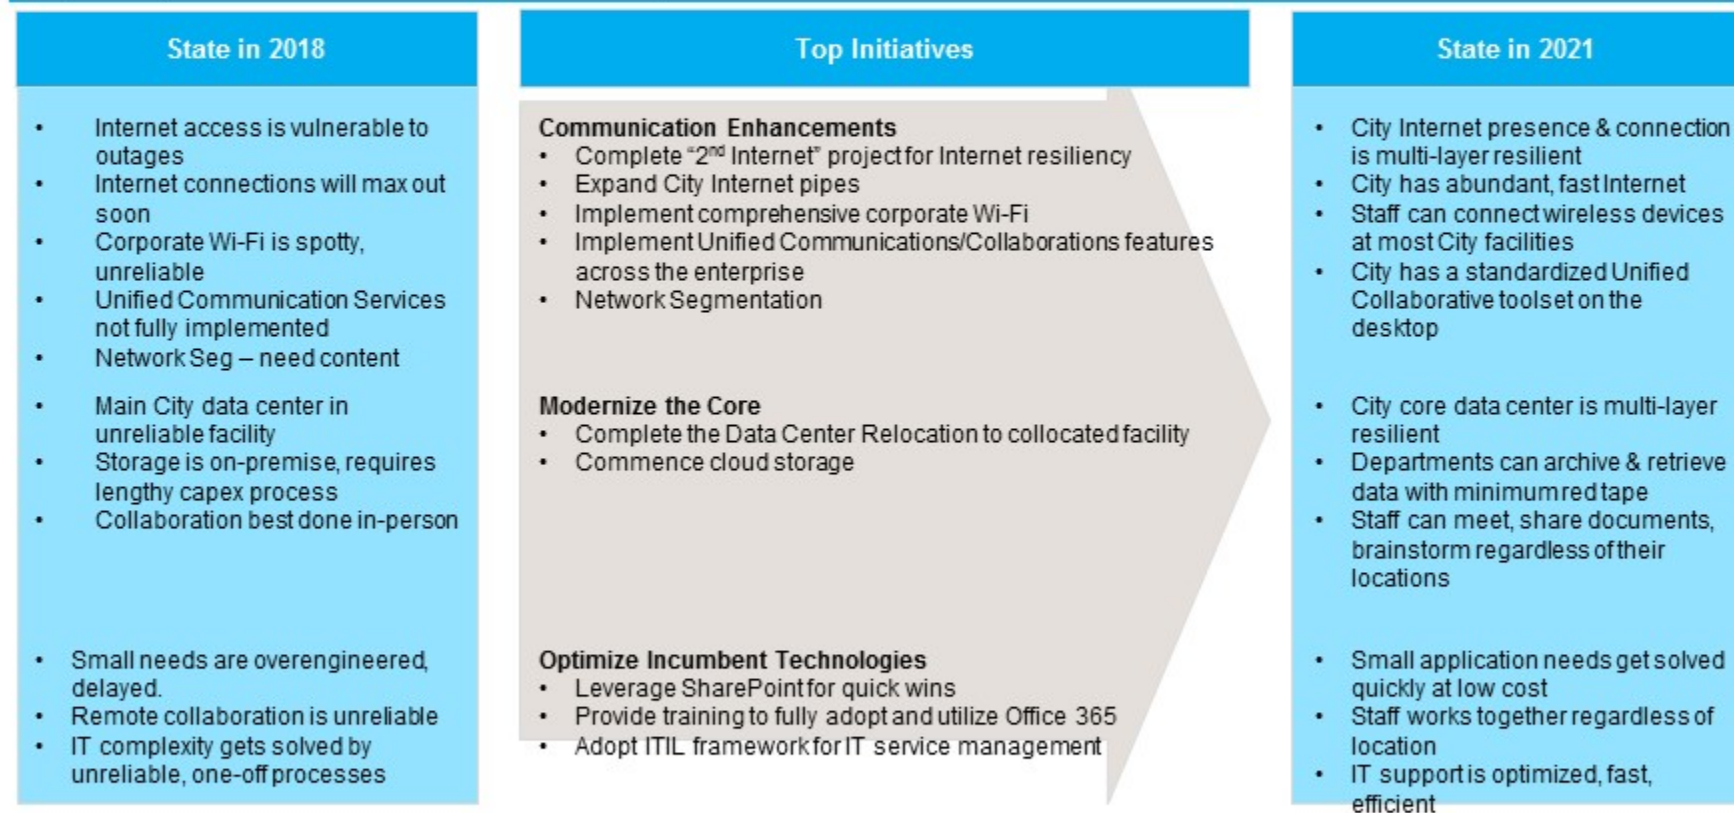 State in 2018
Internet access is vulnerable to
outages
Internet connections will max out
soon
Corporate Wi-Fi is spotty,
unreliable
Unified Communication Services
not fully implemented
Network Seg – need content
Main City data center in
unreliable facility
Storage is on-premise, requires
lengthy capex process
Collaboration best done in-person
Small needs are overengineered,
delayed.
Remote collaboration is unreliable
IT complexity gets solved by
unreliable, one-off processes
Top Initiatives
Communication Enhancements
Complete “2nd Internet” project for Internet resiliency
Expand City Internet pipes
Implement comprehensive corporate Wi-Fi
Implement Unified Communications/Collaborations features
across the enterprise
Network Segmentation
Modernize the Core
Complete the Data Center Relocation to collocated facility
Commence cloud storage
Optimize Incumbent Technologies
Leverage SharePoint for quick wins
Provide training to fully adopt and utilize Office 365
Adopt ITIL framework for IT service management
State in 2021
City Internet presence & connection
is multi-layer resilient
City has abundant, fast Internet
Staff can connect wireless devices
at most City facilities
City has a standardized Unified
Collaborative toolset on the
desktop
City core data center is multi-layer
resilient
Departments can archive & retrieve
data with minimum red tape
Staff can meet, share documents,
brainstorm regardless of their
locations
Small application needs get solved
quickly at low cost
Staff works together regardless of
location
IT support is optimized, fast,
efficient